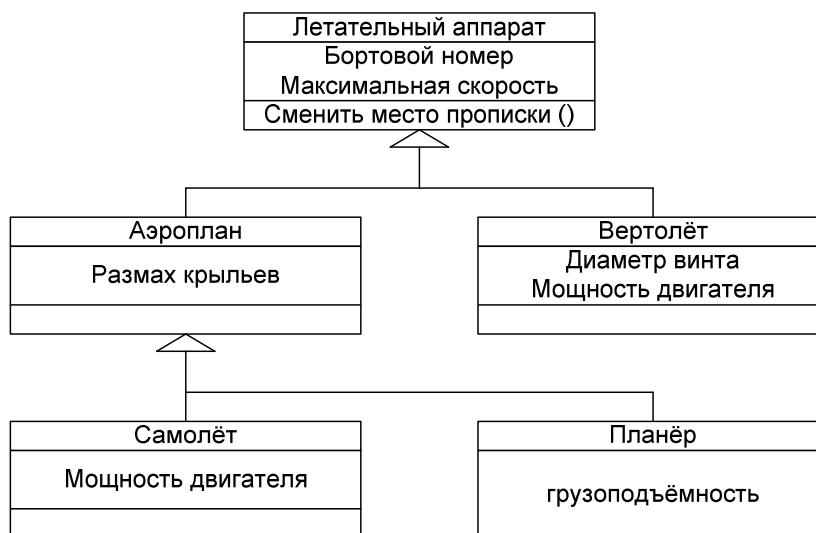 Летательный аппарат
Бортовой номер
Максимальная скорость
Сменить место прописки ()
Аэроплан
Размах крыльев
Вертолёт
Диаметр винта
Мощность двигателя
Самолёт
Мощность двигателя
Планёр
грузоподъёмность